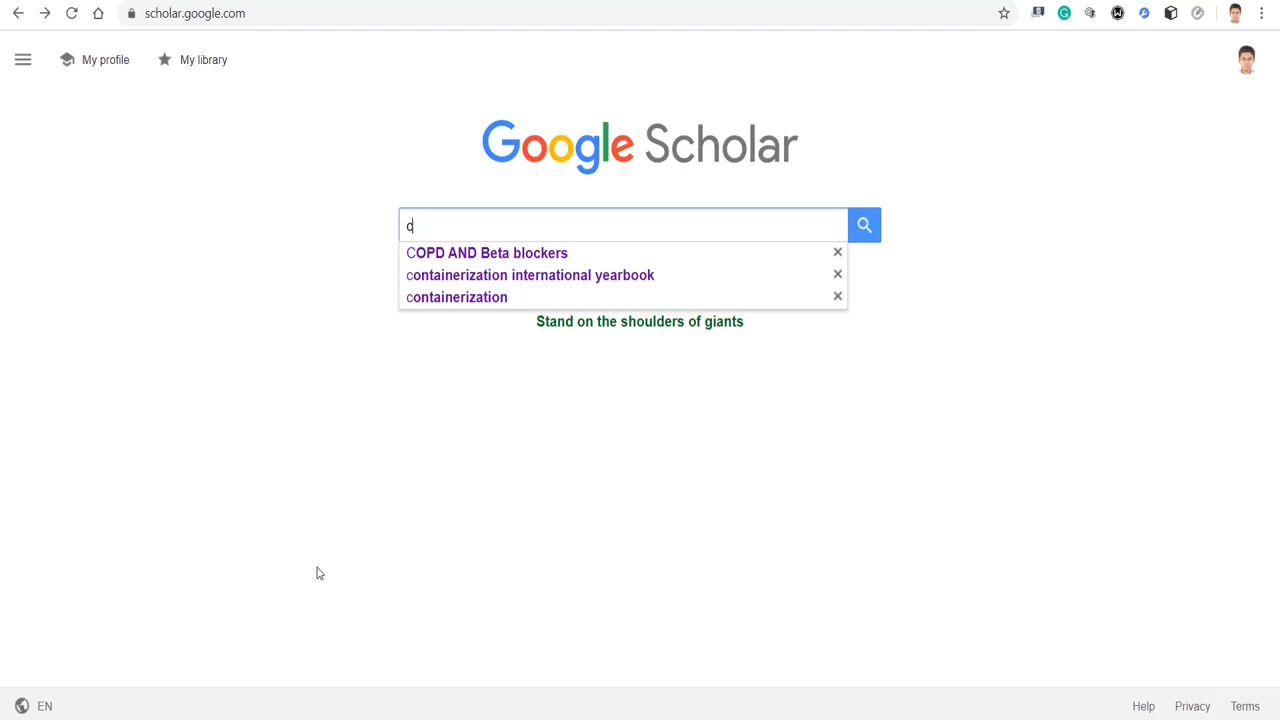 scholar.google.com
My profile
My library
Google Scholar
c
COPD AND Beta blockers
containerization international yearbook
containerization
Stand on the shoulders of giants
EN
Help Privacy Terms